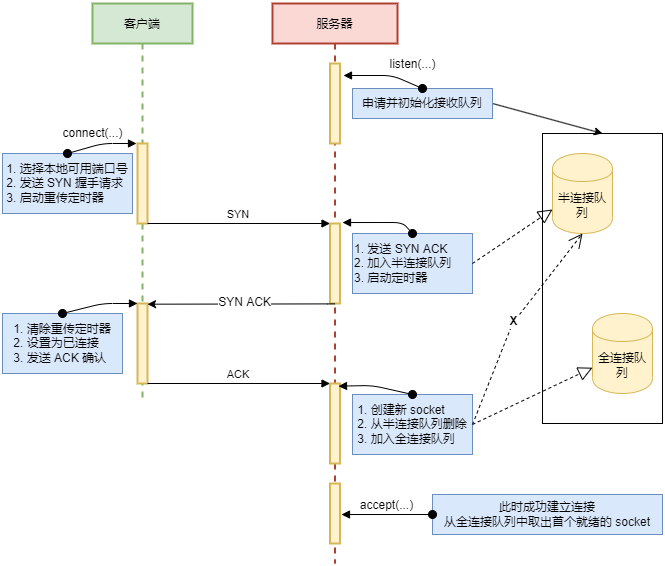 客户端
服务器
listen(...)
申请并初始化接收队列
connect(...)
1. 选择本地可用端口号
2. 发送 SYN 握手请求
3. 启动重传定时器
半连接队
列
SYN
1. 发送 SYN ACK
2. 加入半连接队列
3. 启动定时器
SYN ACK
1. 清除重传定时器
2. 设置为已连接
3. 发送 ACK 确认
X
全连接队
列
ACK
1. 创建新 socket
2. 从半连接队列删除
3. 加入全连接队列
accept(...)
此时成功建立连接
从全连接队列中取出首个就绪的 socket